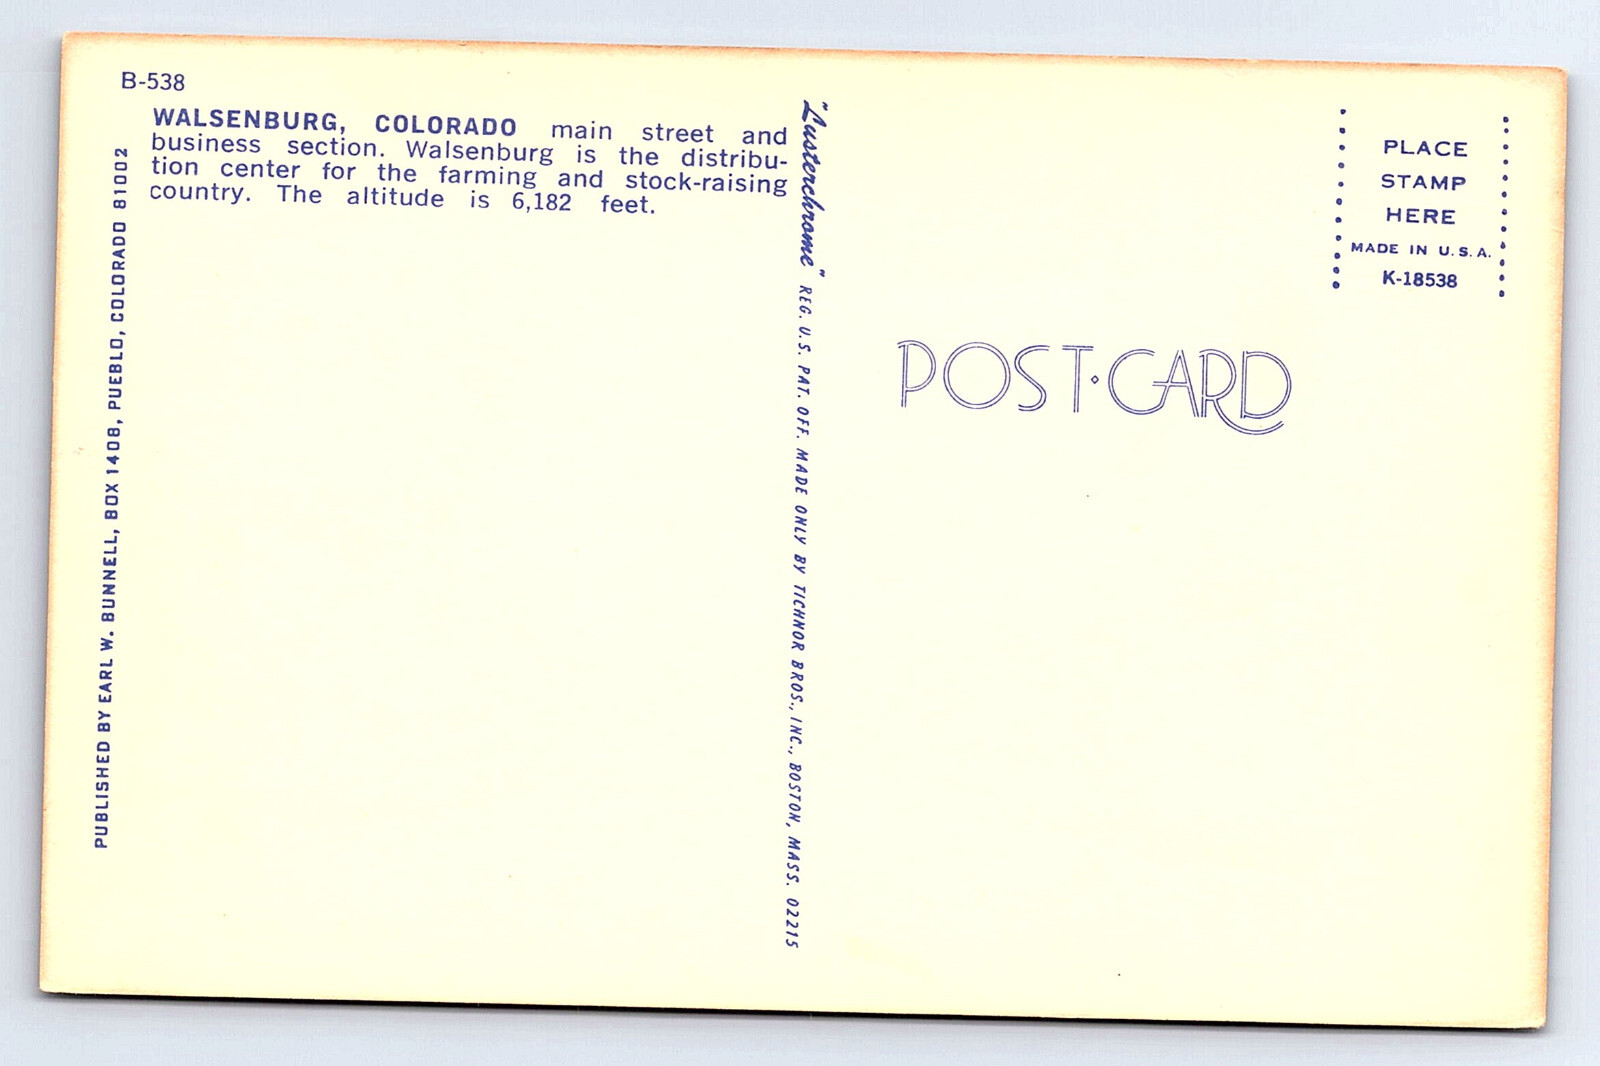 B-538
WALSENBURG, COLORADO main street and
business section. Walsenburg is the distribu-
tion center for the farming and stock-raising
country. The altitude is 6,182 feet.
PUBLISHED BY EARL W. BUNNELL, BOX 1408, PUEBLO, COLORADO 81002
"Lusterchrome" REG. U.S. PAT. OFF. MADE ONLY BY TICHNOR BROS., INC., BOSTON, MASS. 02215
POST·CARD
PLACE
STAMP
HERE
MADE IN U.S.A.
K-18538